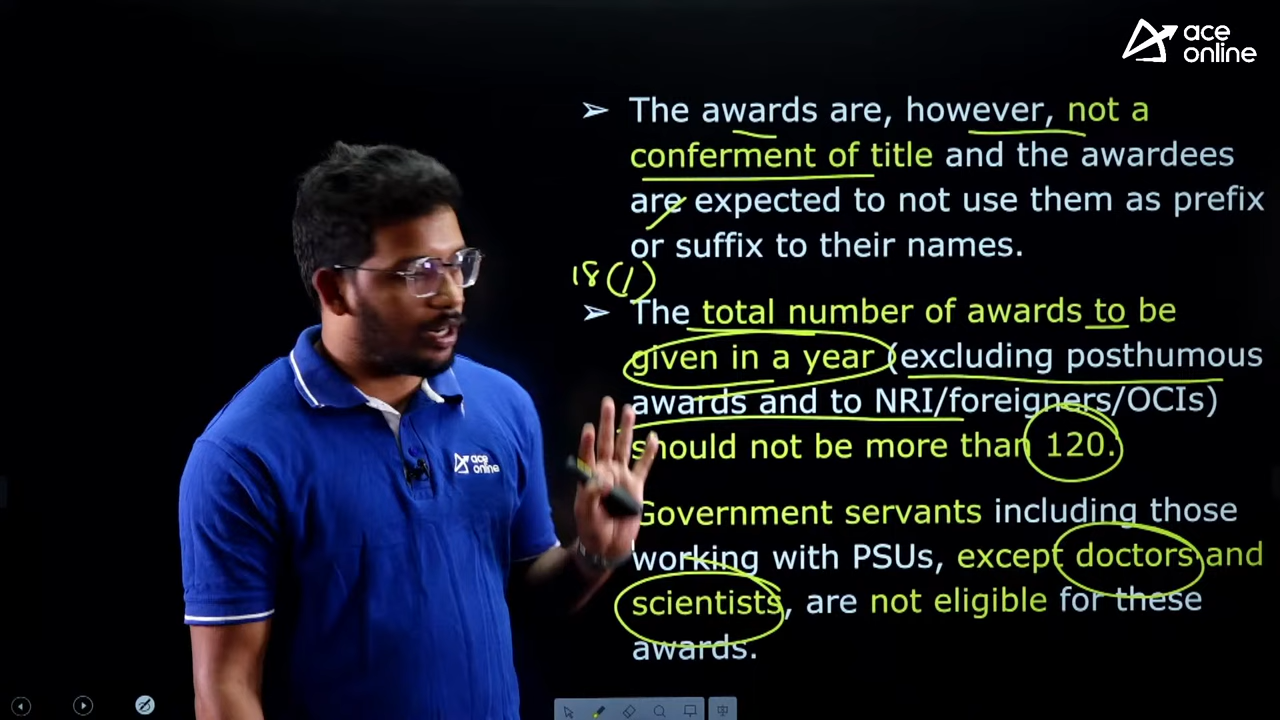 ace
online
➢ The awards are, however, not a
conferment of title and the awardees
are expected to not use them as prefix
or suffix to their names.
18(1)
➢ The total number of awards to be
given in a year (excluding posthumous
awards and to NRI/foreigners/OCIs)
should not be more than 120.
Government servants including those
working with PSUs, except doctors and
scientists, are not eligible for these
awards.
ace
online